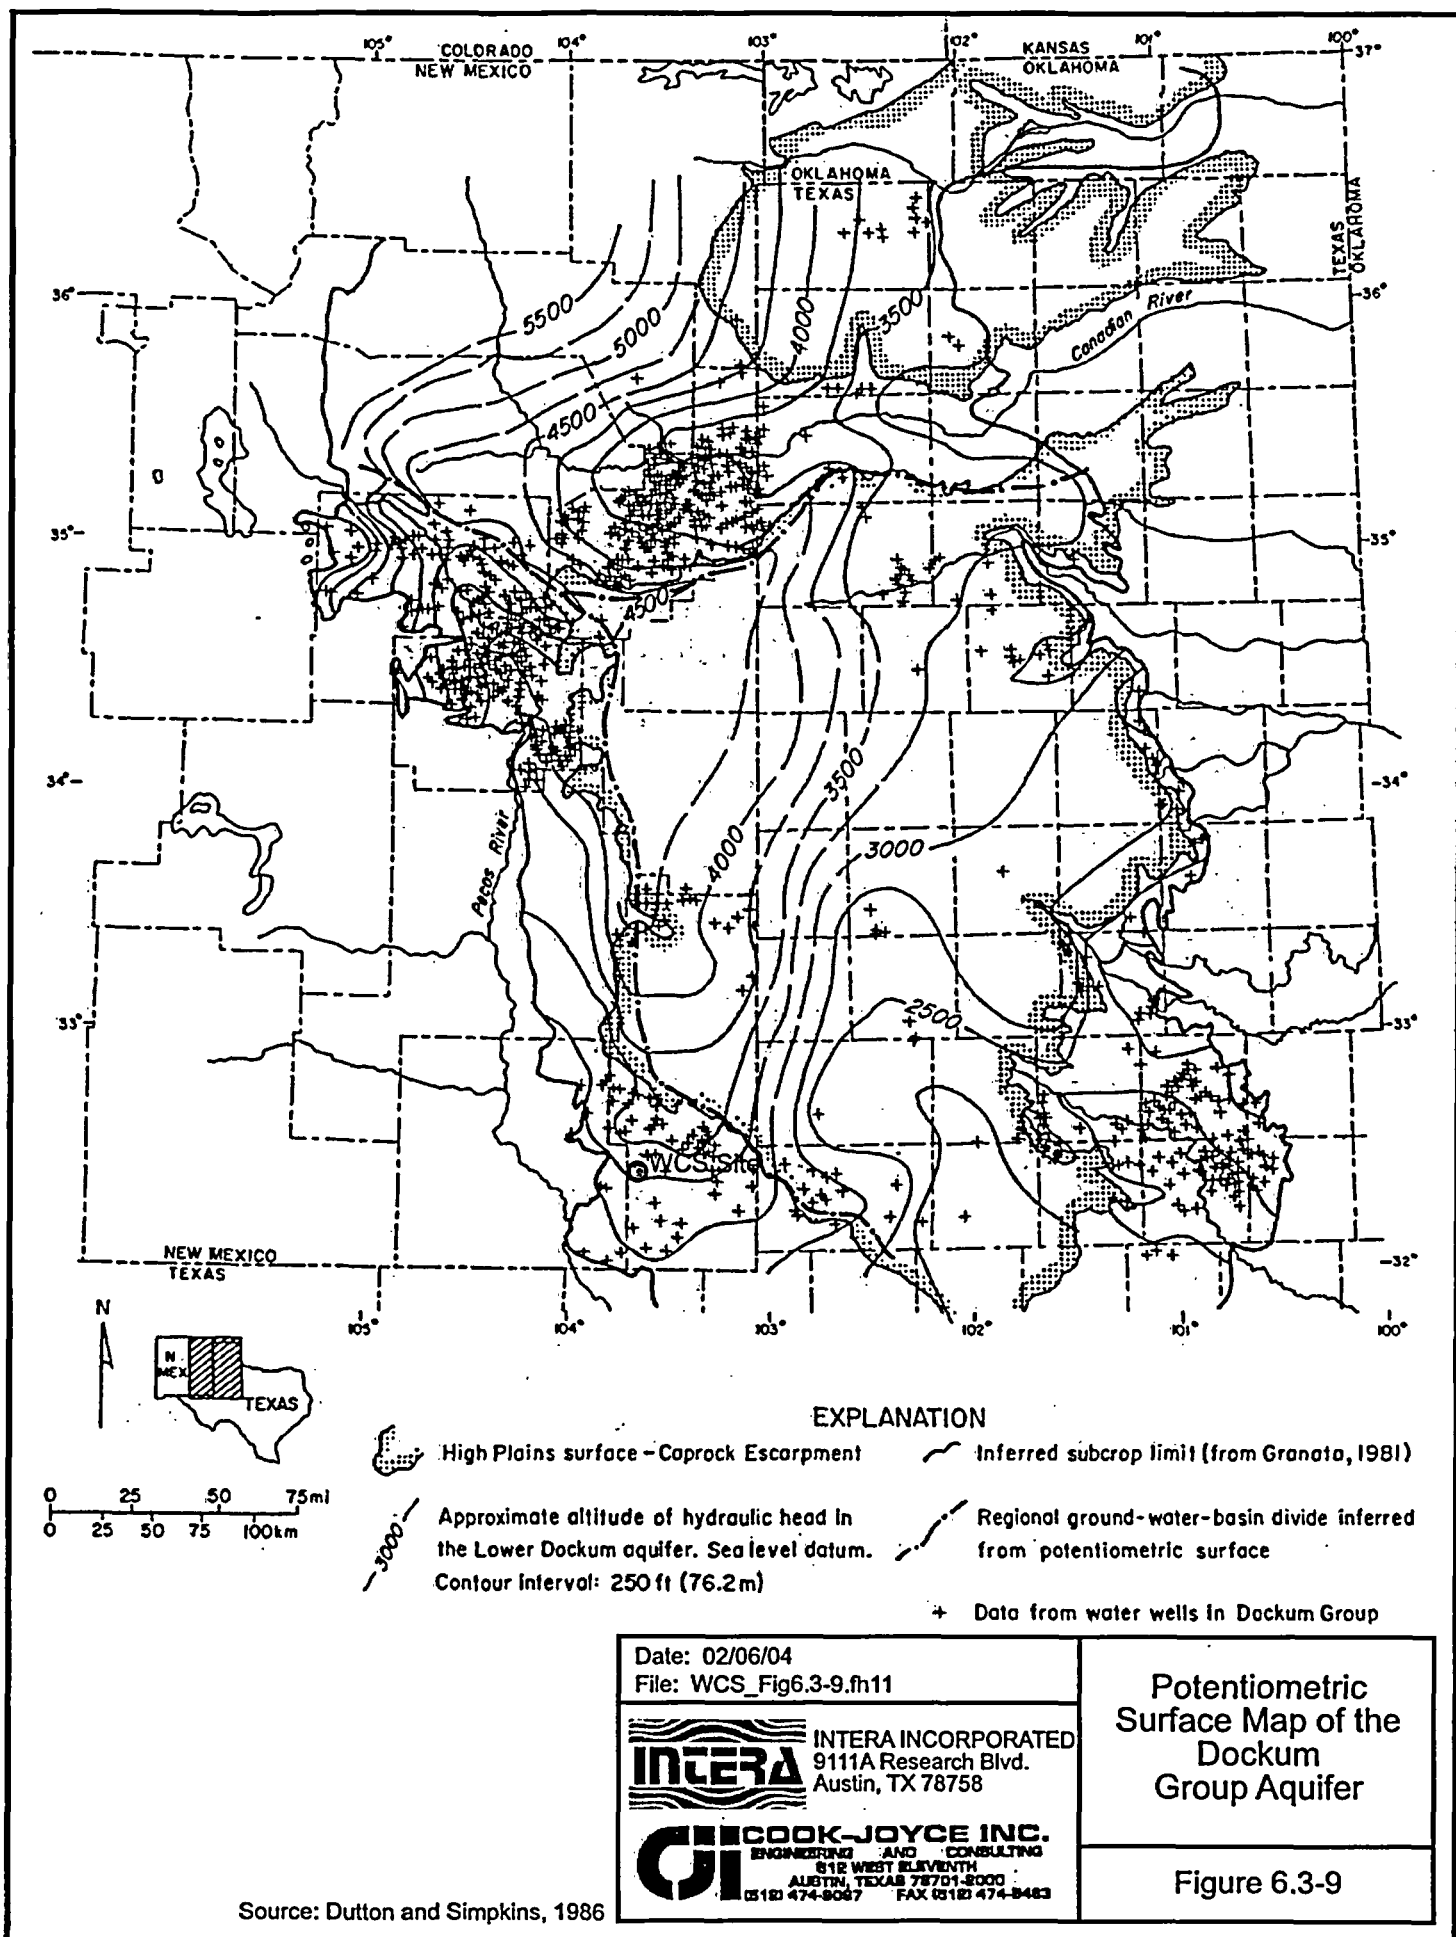 105° COLORADO 104° 103° 102° KANSAS 101° 100°
NEW MEXICO OKLAHOMA 37°
OKLAHOMA
TEXAS
TEXAS
OKLAHOMA
36° 5500 5000 4000 3500 36°
Canadian River
4500
35° 35°
4500
34° 3500 34°
4000 3000
Pecos River
33° 2500 33°
WCS Site
NEW MEXICO
TEXAS
32°
105° 104° 103° 102° 101° 100°
N
N
MEX
TEXAS
EXPLANATION
High Plains surface – Caprock Escarpment
Inferred subcrop limit (from Granata, 1981)
0 25 50 75mi
0 25 50 75 100km
3000
Approximate altitude of hydraulic head in
the Lower Dockum aquifer. Sea level datum.
Contour interval: 250 ft (76.2 m)
Regional ground-water-basin divide inferred
from potentiometric surface
+ Data from water wells in Dockum Group
Date: 02/06/04
File: WCS_Fig6.3-9.fh11
INTERA
INTERA INCORPORATED
9111A Research Blvd.
Austin, TX 78758
CJI COOK-JOYCE INC.
ENGINEERING AND CONSULTING
812 WEST ELEVENTH
AUSTIN, TEXAS 78701-2000
(512) 474-9097 FAX (512) 474-8463
Potentiometric
Surface Map of the
Dockum
Group Aquifer
Figure 6.3-9
Source: Dutton and Simpkins, 1986